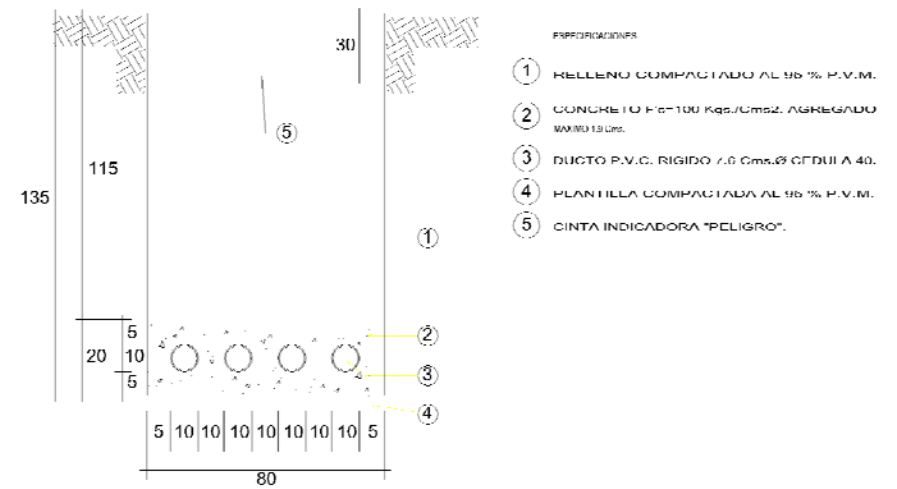 ESPECIFICACIONES
1 RELLENO COMPACTADO AL 95 % P.V.M.
2 CONCRETO F'c=100 Kgs./Cms2. AGREGADO
MAXIMO 1.9 Cms.
3 DUCTO P.V.C. RIGIDO 7.6 Cms.Ø CEDULA 40.
4 PLANTILLA COMPACTADA AL 95 % P.V.M.
5 CINTA INDICADORA "PELIGRO".
30
5
115
135
1
5
2
20 10
3
5
4
5 10 10 10 10 10 10 10 5
80